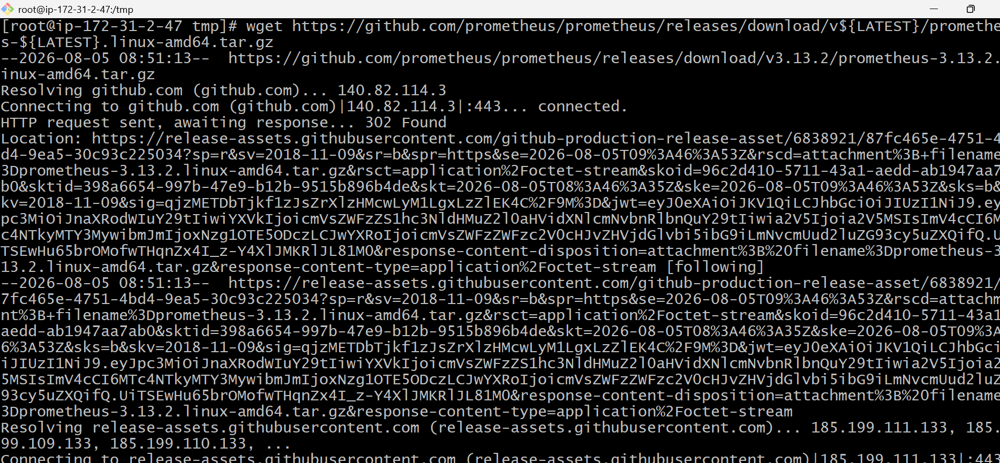 root@ip-172-31-2-47:/tmp
[root@ip-172-31-2-47 tmp]# wget https://github.com/prometheus/prometheus/releases/download/v${LATEST}/promethe
s-${LATEST}.linux-amd64.tar.gz
--2026-08-05 08:51:13--  https://github.com/prometheus/prometheus/releases/download/v3.13.2/prometheus-3.13.2.
inux-amd64.tar.gz
Resolving github.com (github.com)... 140.82.114.3
Connecting to github.com (github.com)|140.82.114.3|:443... connected.
HTTP request sent, awaiting response... 302 Found
Location: https://release-assets.githubusercontent.com/github-production-release-asset/6838921/87fc465e-4751-4
d4-9ea5-30c93c225034?sp=r&sv=2018-11-09&sr=b&spr=https&se=2026-08-05T09%3A46%3A53Z&rscd=attachment%3B+filename
3Dprometheus-3.13.2.linux-amd64.tar.gz&rsct=application%2Foctet-stream&skoid=96c2d410-5711-43a1-aedd-ab1947aa7
b0&sktid=398a6654-997b-47e9-b12b-9515b896b4de&skt=2026-08-05T08%3A46%3A35Z&ske=2026-08-05T09%3A46%3A53Z&sks=b&
kv=2018-11-09&sig=qjzMETDbTjkf1zJsZrXlzHMcwLyM1LgxLzZlEK4C%2F9M%3D&jwt=eyJ0eXAiOiJKV1QiLCJhbGciOiJIUzI1NiJ9.ey
pc3MiOiJnaXRodWIuY29tIiwiYXVkIjoicmVsZWFzZS1hc3NldHMuZ2l0aHVidXNlcmNvbnRlbnQuY29tIiwia2V5Ijoia2V5MSIsImV4cCI6M
c4NTkyMTY3MywibmJmIjoxNzg1OTE5ODczLCJwYXRoIjoicmVsZWFzZWFzc2V0cHJvZHVjdGlvbi5ibG9iLmNvcmUud2luZG93cy5uZXQifQ.U
TSEwHu65brOMofwTHqnZx4I_z-Y4XlJMKRlJL81M0&response-content-disposition=attachment%3B%20filename%3Dprometheus-3
13.2.linux-amd64.tar.gz&response-content-type=application%2Foctet-stream [following]
--2026-08-05 08:51:13--  https://release-assets.githubusercontent.com/github-production-release-asset/6838921/
7fc465e-4751-4bd4-9ea5-30c93c225034?sp=r&sv=2018-11-09&sr=b&spr=https&se=2026-08-05T09%3A46%3A53Z&rscd=attachm
nt%3B+filename%3Dprometheus-3.13.2.linux-amd64.tar.gz&rsct=application%2Foctet-stream&skoid=96c2d410-5711-43a1
aedd-ab1947aa7ab0&sktid=398a6654-997b-47e9-b12b-9515b896b4de&skt=2026-08-05T08%3A46%3A35Z&ske=2026-08-05T09%3A
6%3A53Z&sks=b&skv=2018-11-09&sig=qjzMETDbTjkf1zJsZrXlzHMcwLyM1LgxLzZlEK4C%2F9M%3D&jwt=eyJ0eXAiOiJKV1QiLCJhbGci
iJIUzI1NiJ9.eyJpc3MiOiJnaXRodWIuY29tIiwiYXVkIjoicmVsZWFzZS1hc3NldHMuZ2l0aHVidXNlcmNvbnRlbnQuY29tIiwia2V5Ijoia2
5MSIsImV4cCI6MTc4NTkyMTY3MywibmJmIjoxNzg1OTE5ODczLCJwYXRoIjoicmVsZWFzZWFzc2V0cHJvZHVjdGlvbi5ibG9iLmNvcmUud2luZ
93cy5uZXQifQ.UiTSEwHu65brOMofwTHqnZx4I_z-Y4XlJMKRlJL81M0&response-content-disposition=attachment%3B%20filename
3Dprometheus-3.13.2.linux-amd64.tar.gz&response-content-type=application%2Foctet-stream
Resolving release-assets.githubusercontent.com (release-assets.githubusercontent.com)... 185.199.111.133, 185.
99.109.133, 185.199.110.133, ...
Connecting to release-assets.githubusercontent.com (release-assets.githubusercontent.com)|185.199.111.133|:443